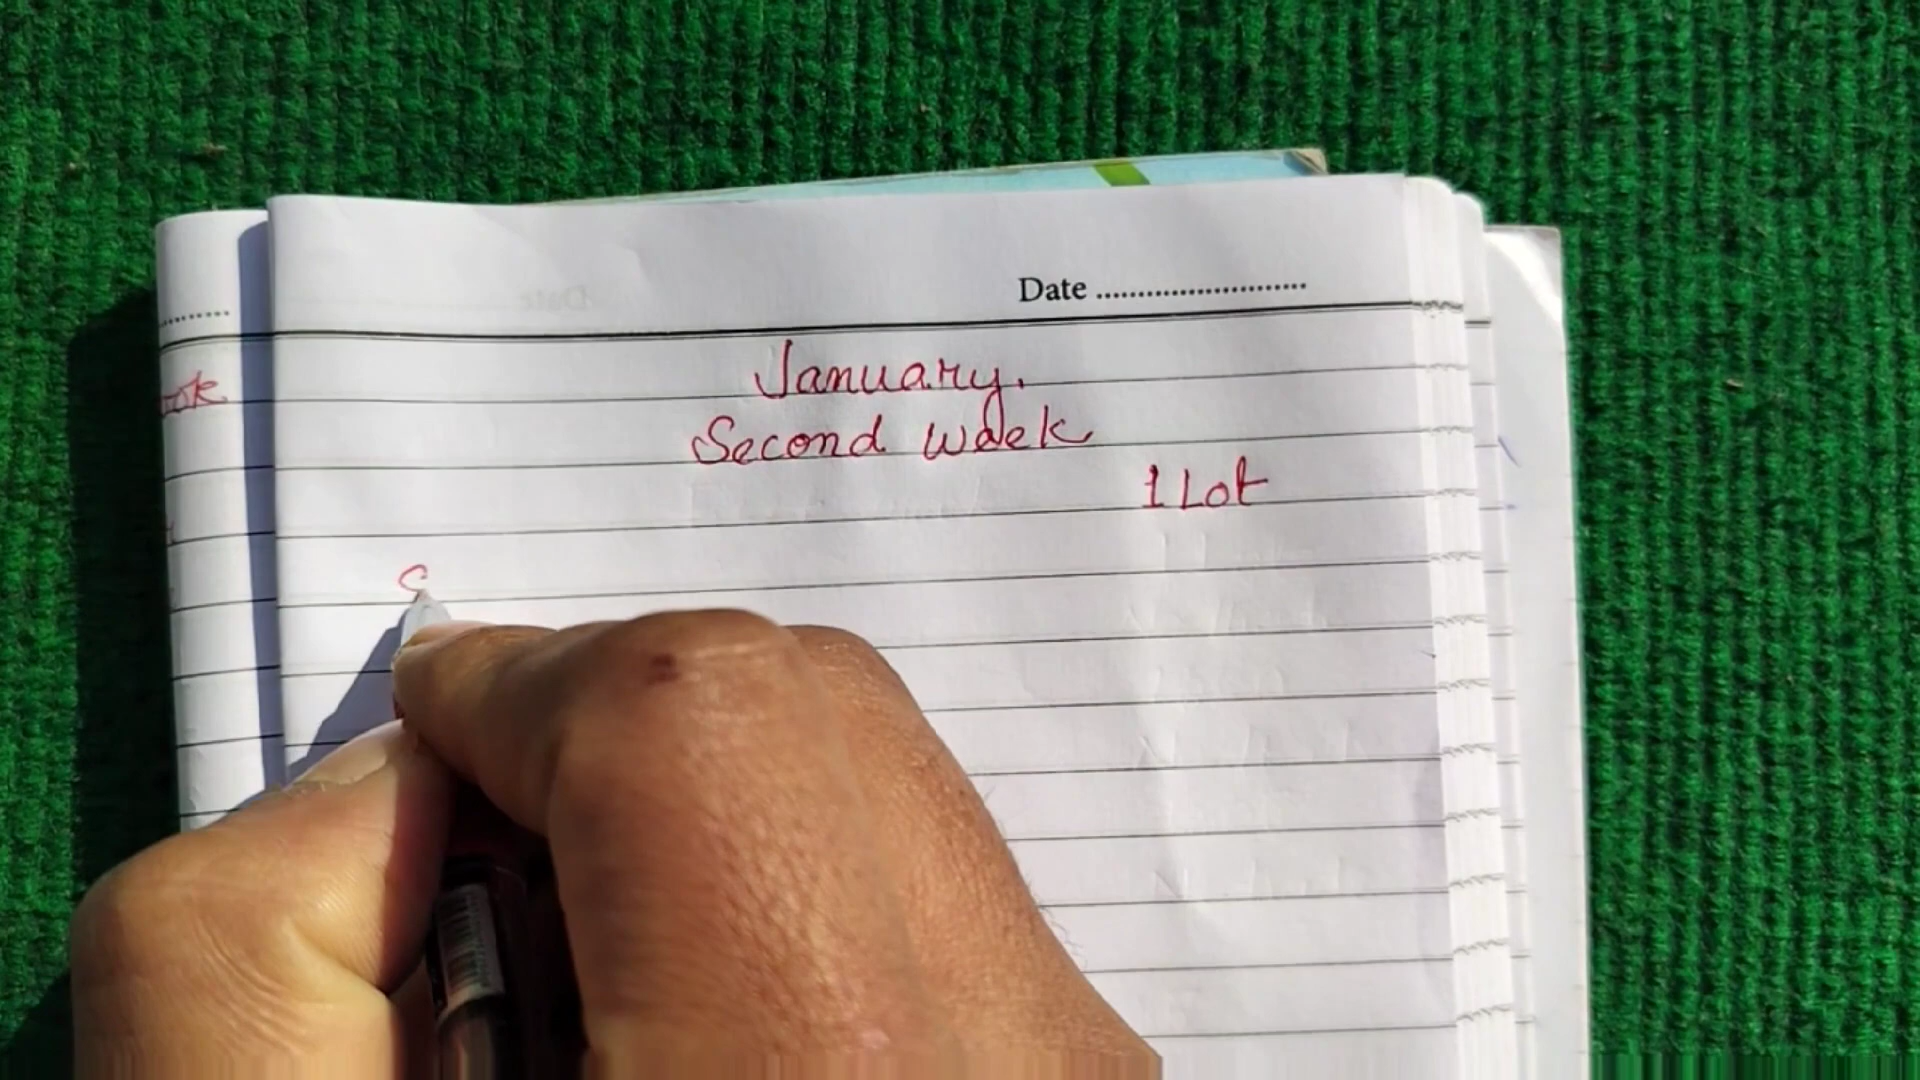 Date ..........................
January.
Second Week
1 Lot